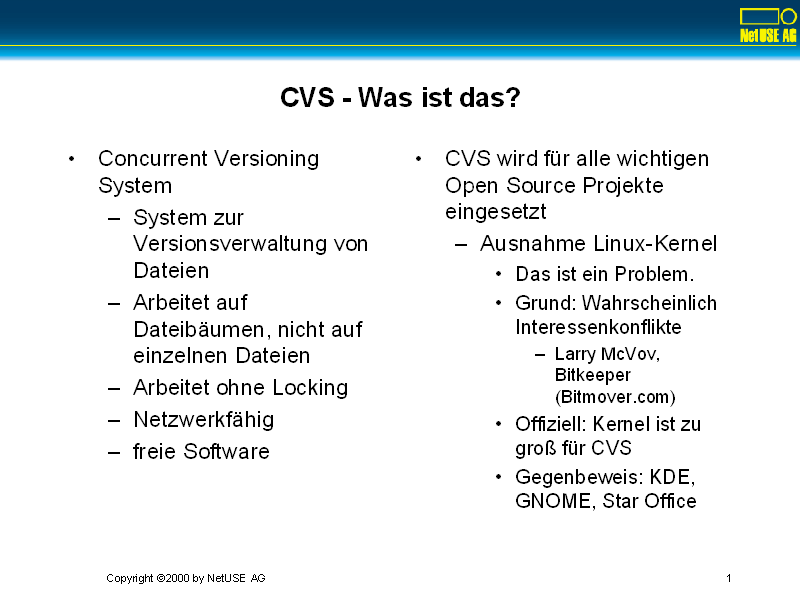 NetUSE AG
CVS - Was ist das?
• Concurrent Versioning
System
– System zur
Versionsverwaltung von
Dateien
– Arbeitet auf
Dateibäumen, nicht auf
einzelnen Dateien
– Arbeitet ohne Locking
– Netzwerkfähig
– freie Software
• CVS wird für alle wichtigen
Open Source Projekte
eingesetzt
– Ausnahme Linux-Kernel
• Das ist ein Problem.
• Grund: Wahrscheinlich
Interessenkonflikte
– Larry McVov,
Bitkeeper
(Bitmover.com)
• Offiziell: Kernel ist zu
groß für CVS
• Gegenbeweis: KDE,
GNOME, Star Office
Copyright ©2000 by NetUSE AG
1